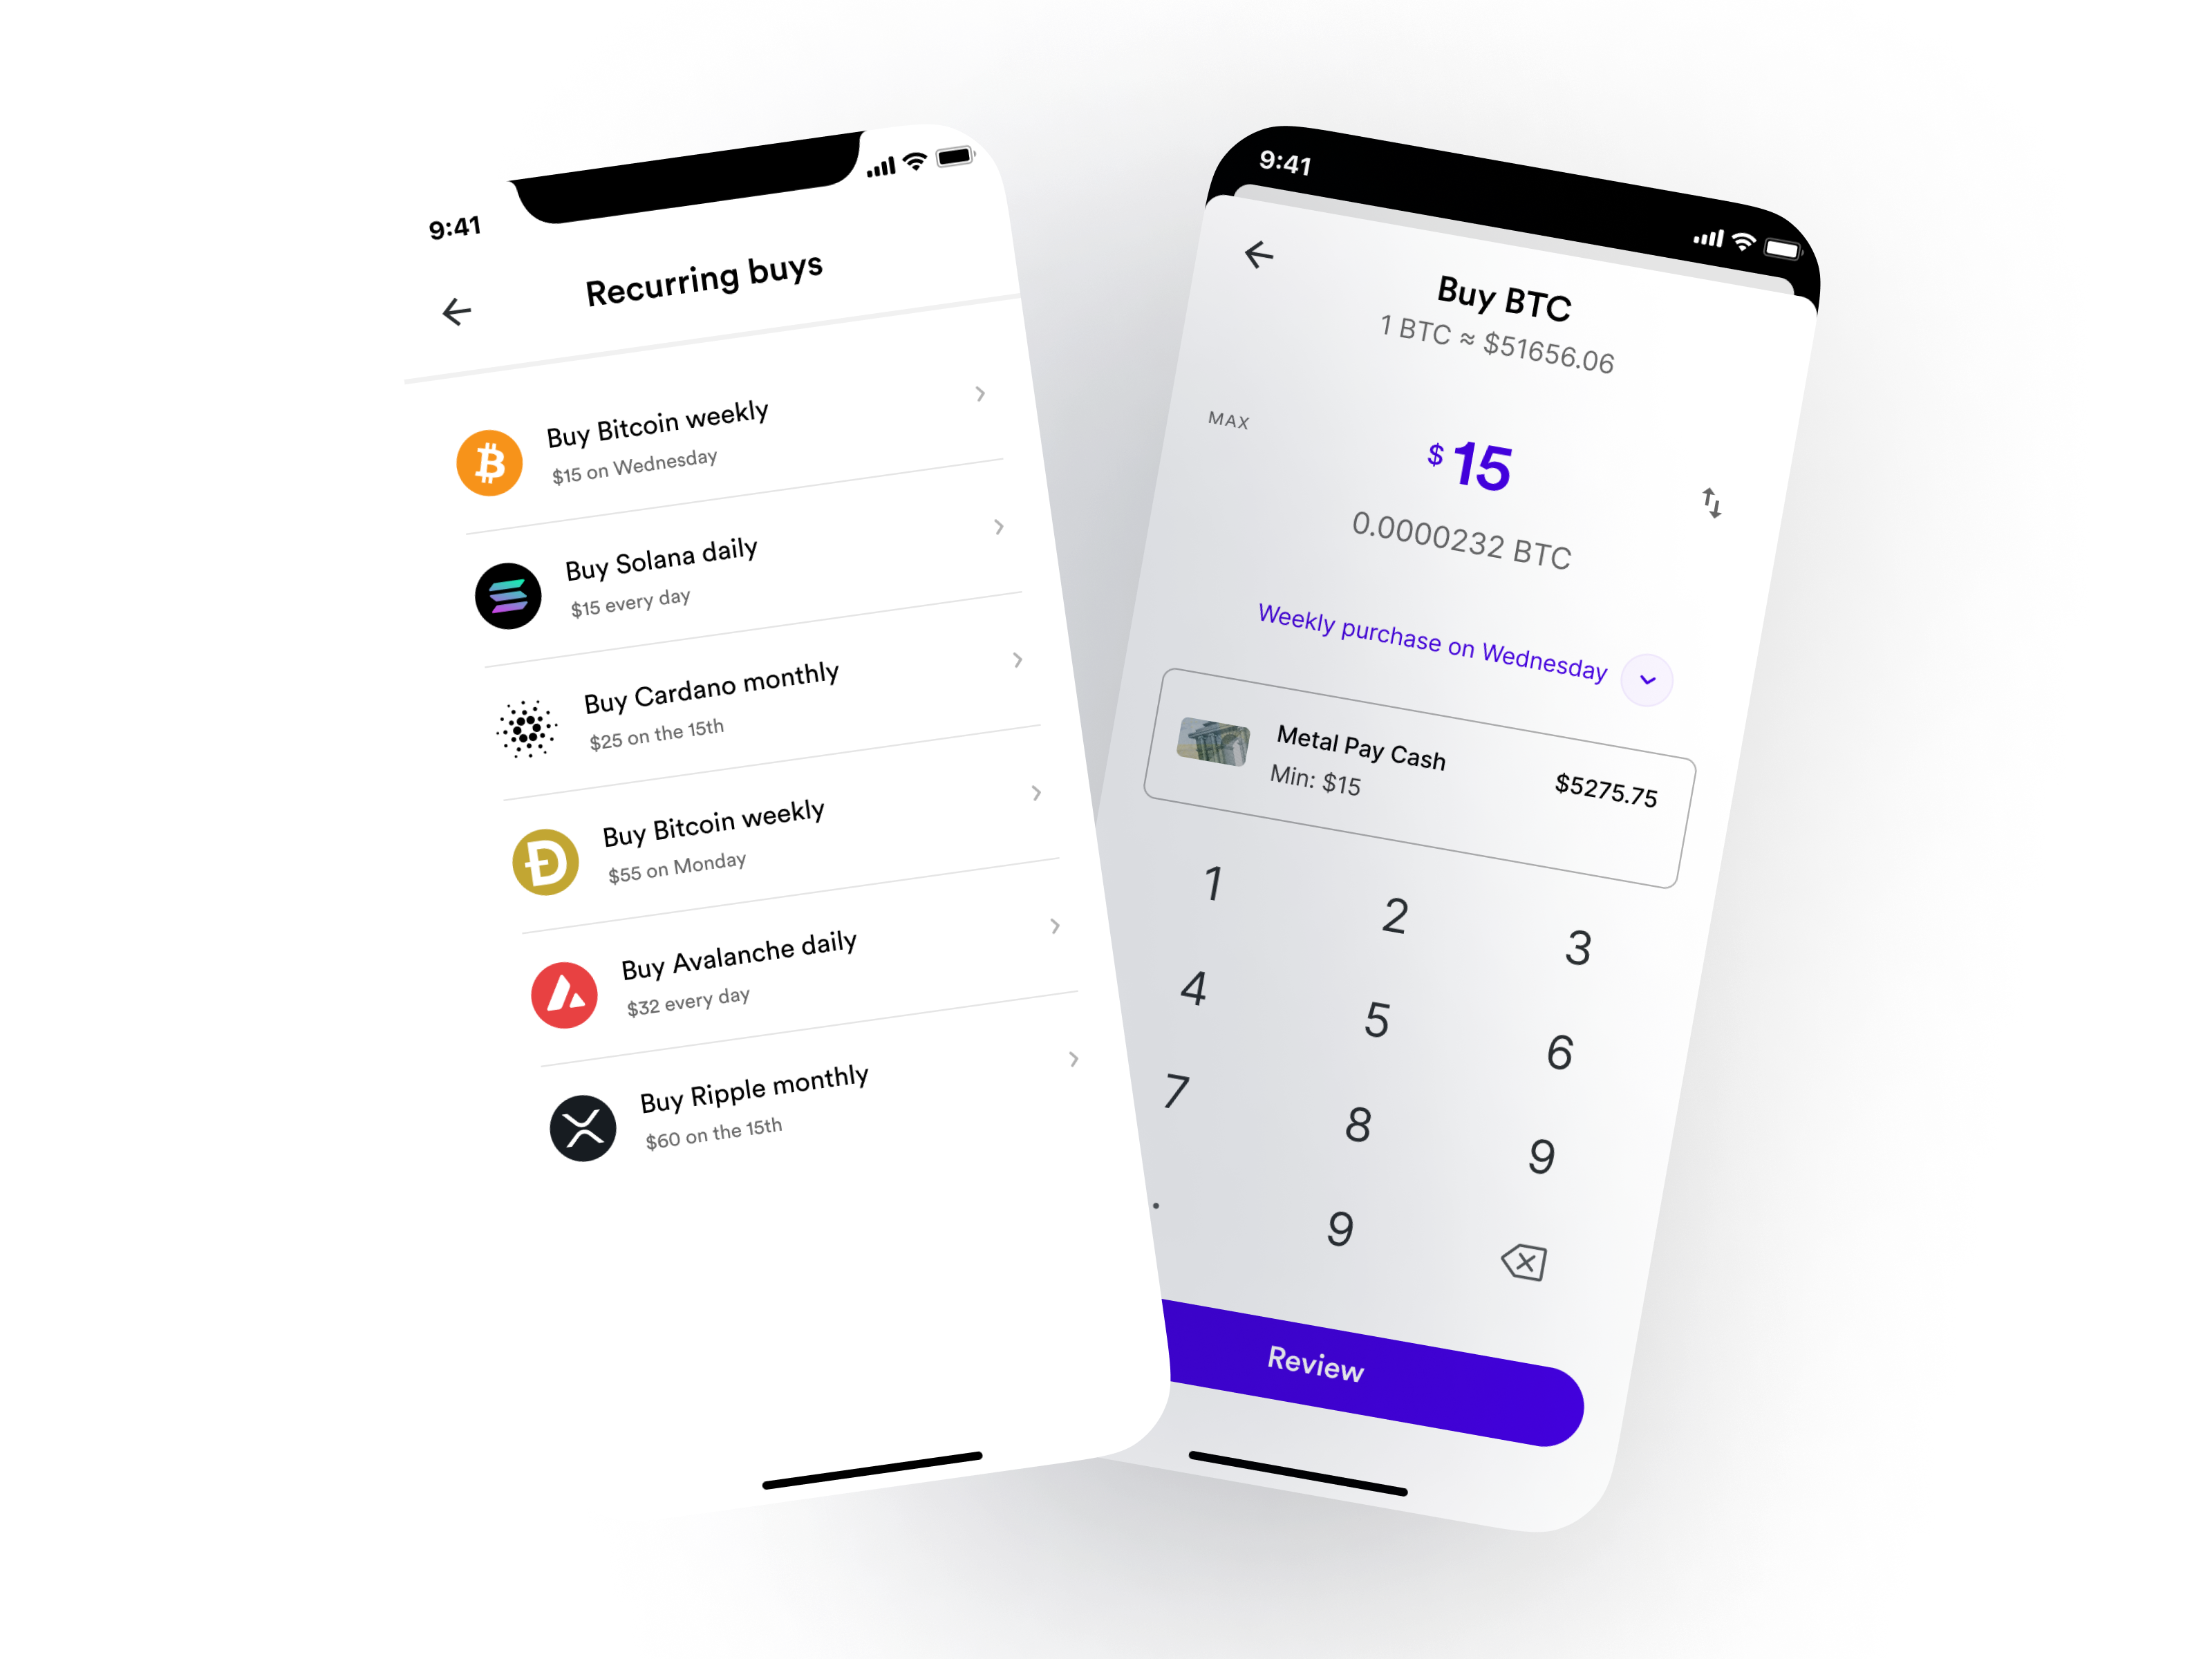 9:41
Recurring buys
Buy Bitcoin weekly
$15 on Wednesday
Buy Solana daily
$15 every day
Buy Cardano monthly
$25 on the 15th
Buy Bitcoin weekly
$55 on Monday
Buy Avalanche daily
$32 every day
Buy Ripple monthly
$60 on the 15th
9:41
Buy BTC
1 BTC ≈ $51656.06
MAX
$ 15
0.0000232 BTC
Weekly purchase on Wednesday
Metal Pay Cash
Min: $15
$5275.75
1 2 3
4 5 6
7 8 9
. 9
Review